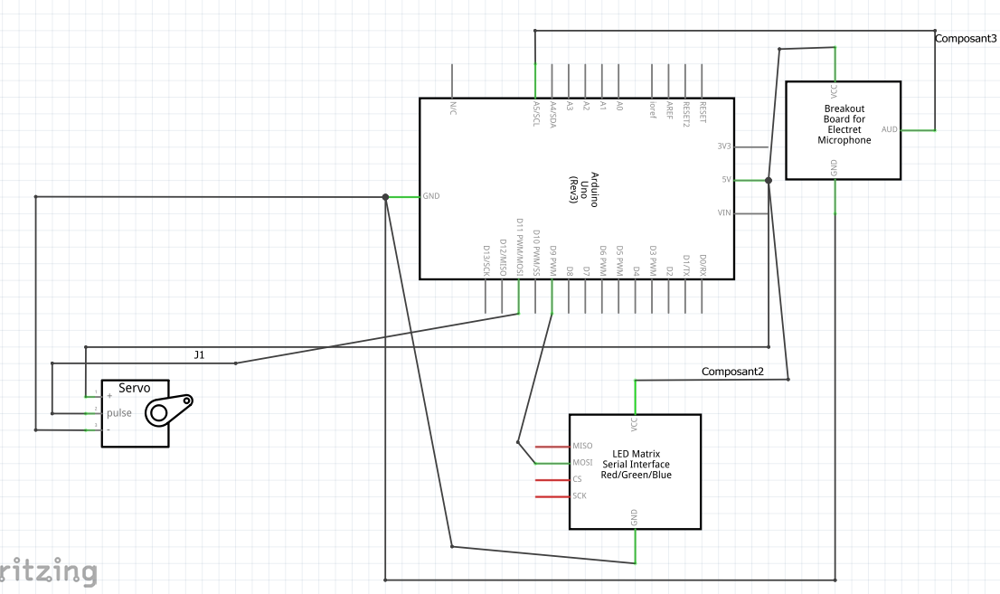 Composant3
N/C
A5/SCL
A4/SDA
A3
A2
A1
A0
ioref
AREF
RESET2
RESET
VCC
Breakout
Board for
Electret
Microphone
AUD
GND
3V3
5V
VIN
Arduino
Uno
(Rev3)
GND
D13/SCK
D12/MISO
D11 PWM/MOSI
D10 PWM/SS
D9 PWM
D8
D7
D6 PWM
D5 PWM
D4
D3 PWM
D2
D1/TX
D0/RX
J1
Servo
1
+
2
pulse
3
-
Composant2
VCC
MISO
MOSI
CS
SCK
LED Matrix
Serial Interface
Red/Green/Blue
GND
ritzing